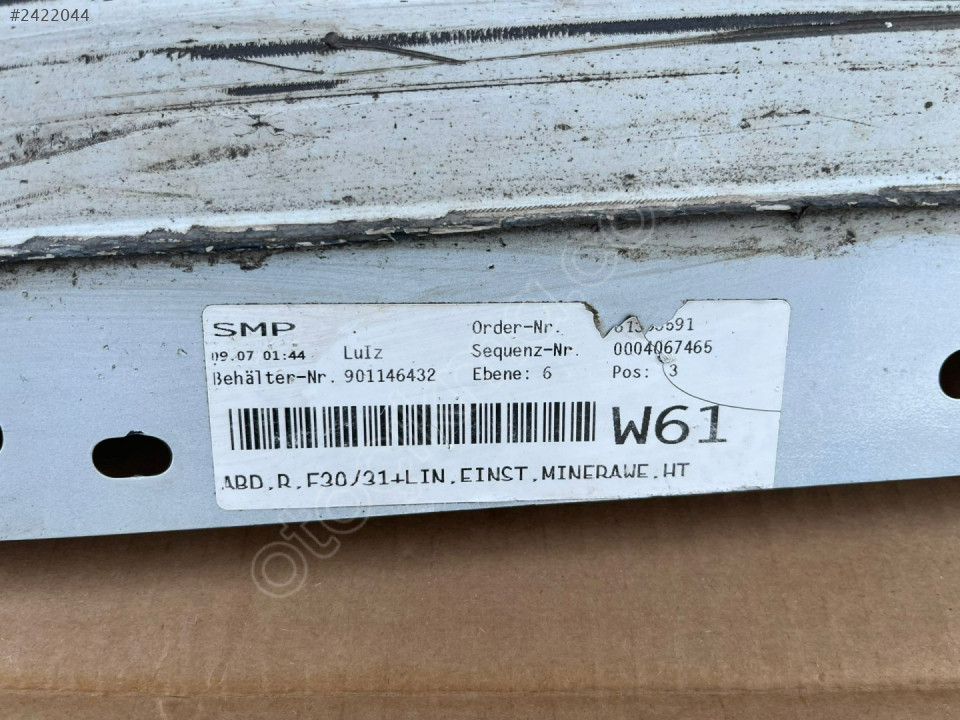 #2422044
SMP
Order-Nr.
09.07 01:44 LuIz
Sequenz-Nr. 0004067465
Behälter-Nr. 901146432
Ebene: 6 Pos: 3
W61
ABD.R.F30/31+LIN.EINST.MINERAWE.HT